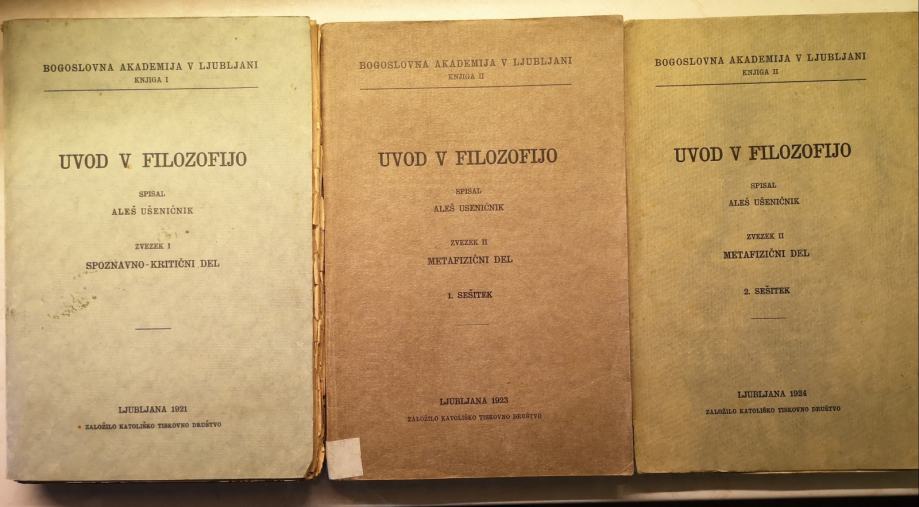 BOGOSLOVNA AKADEMIJA V LJUBLJANI
KNJIGA I
UVOD V FILOZOFIJO
SPISAL
ALEŠ UŠENIČNIK
ZVEZEK I
SPOZNAVNO-KRITIČNI DEL
LJUBLJANA 1921
ZALOŽILO KATOLIŠKO TISKOVNO DRUŠTVO
BOGOSLOVNA AKADEMIJA V LJUBLJANI
KNJIGA II
UVOD V FILOZOFIJO
SPISAL
ALEŠ UŠENIČNIK
ZVEZEK II
METAFIZIČNI DEL
1. SEŠITEK
LJUBLJANA 1923
ZALOŽILO KATOLIŠKO TISKOVNO DRUŠTVO
BOGOSLOVNA AKADEMIJA V LJUBLJANI
KNJIGA II
UVOD V FILOZOFIJO
SPISAL
ALEŠ UŠENIČNIK
ZVEZEK II
METAFIZIČNI DEL
2. SEŠITEK
LJUBLJANA 1924
ZALOŽILO KATOLIŠKO TISKOVNO DRUŠTVO